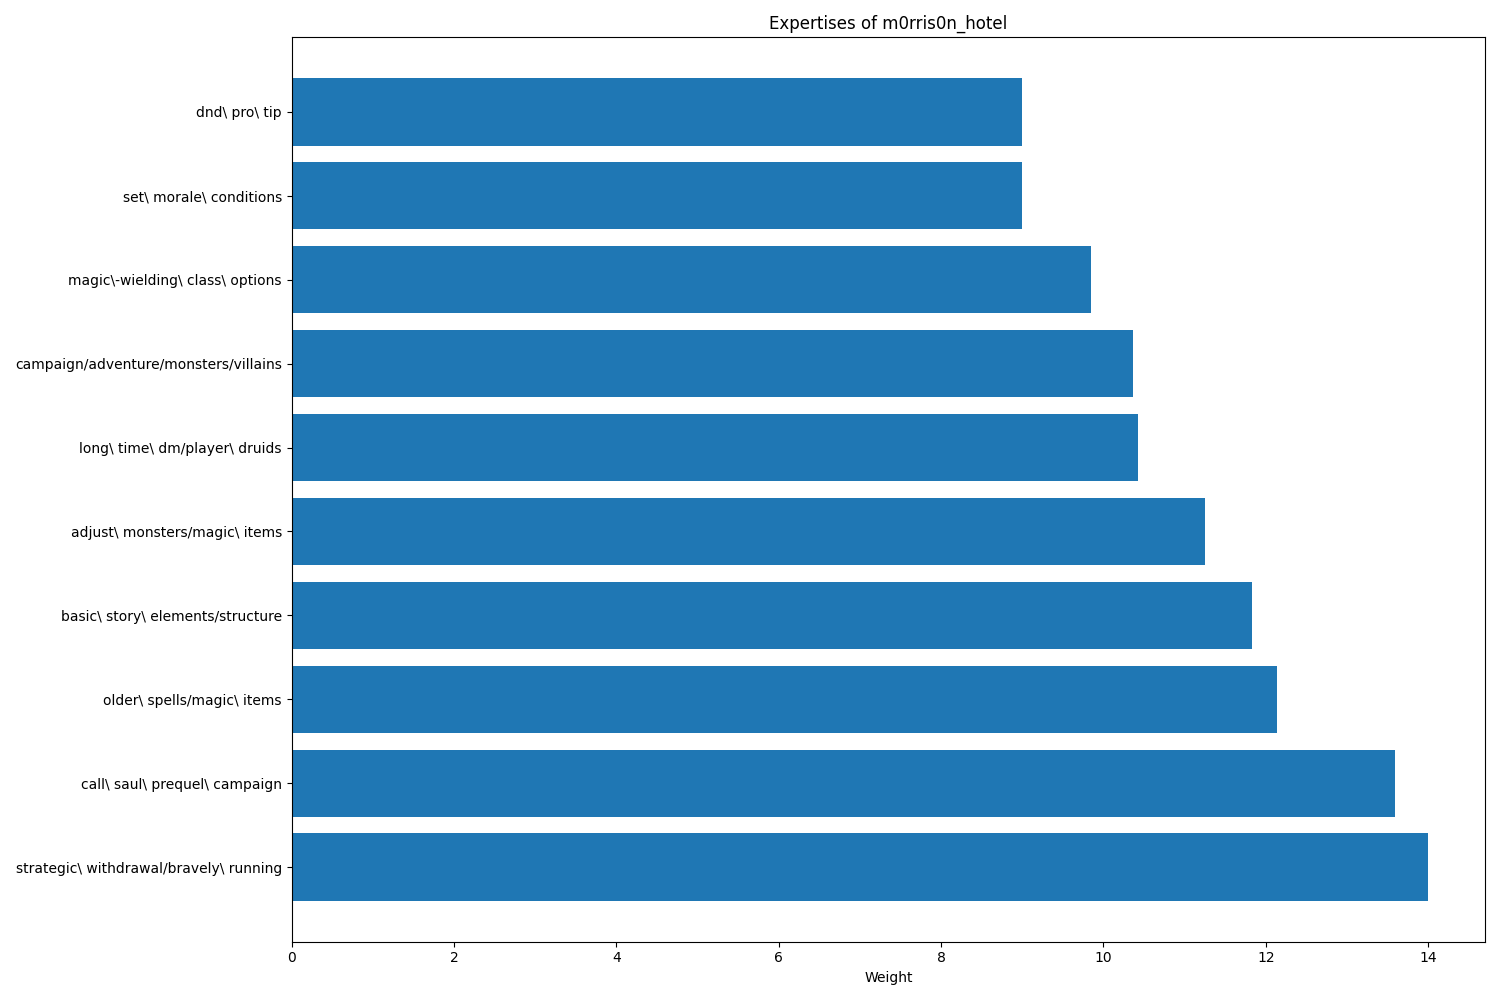 Expertises of m0rris0n_hotel
dnd\ pro\ tip
set\ morale\ conditions
magic\-wielding\ class\ options
campaign/adventure/monsters/villains
long\ time\ dm/player\ druids
adjust\ monsters/magic\ items
basic\ story\ elements/structure
older\ spells/magic\ items
call\ saul\ prequel\ campaign
strategic\ withdrawal/bravely\ running
0 2 4 6 8 10 12 14
Weight